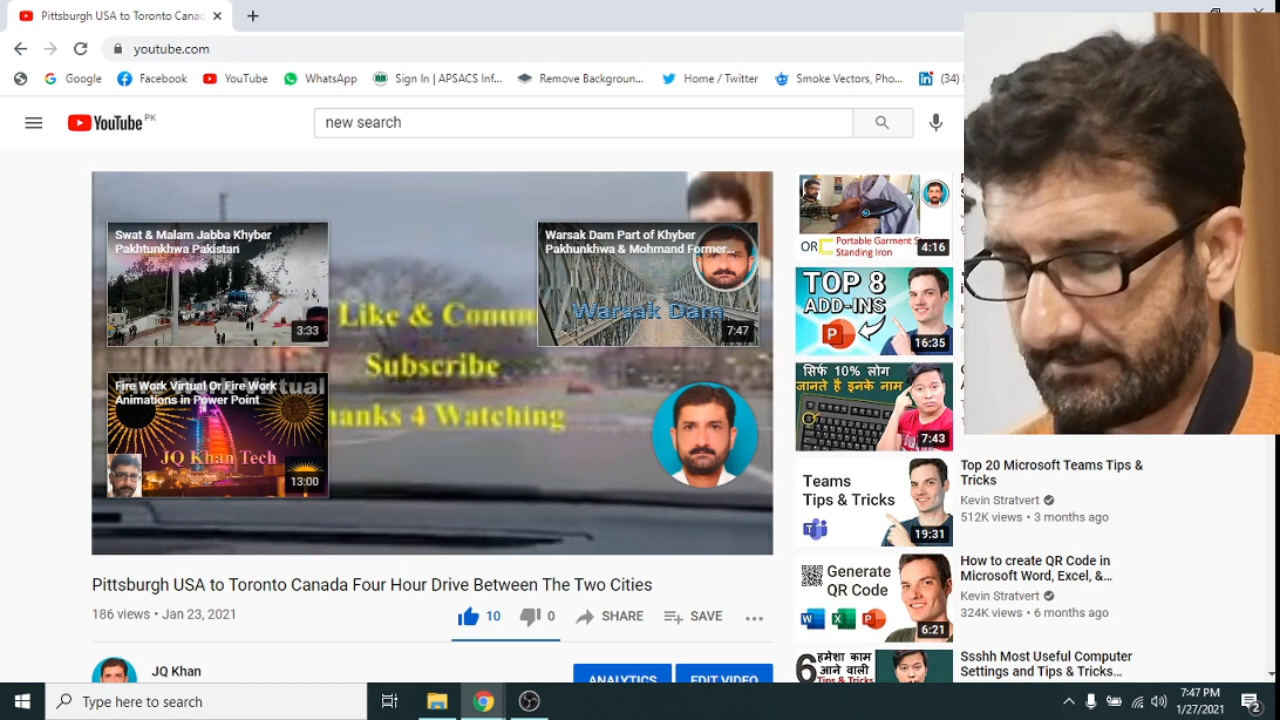 Pittsburgh USA to Toronto Cana
youtube.com
Google
Facebook
YouTube
WhatsApp
Sign In | APSACS Inf...
Remove Backgroun...
Home / Twitter
Smoke Vectors, Pho...
(34)
YouTube PK
new search
Swat & Malam Jabba Khyber
Pakhtunkhwa Pakistan
3:33
Warsak Dam Part of Khyber
Pakhunkhwa & Mohmand Former...
Warsak Dam
7:47
Like & Comm
Subscribe
hanks 4 Watching
Fire Work Virtual Or Fire Work
Animations in Power Point
JQ Khan Tech
13:00
OR
Portable Garment S
Standing Iron
4:16
TOP 8
ADD-INS
P
16:35
सिर्फ 10% लोग
जानते है इनके नाम
7:43
Teams
Tips & Tricks
19:31
Top 20 Microsoft Teams Tips &
Tricks
Kevin Stratvert
512K views • 3 months ago
Generate
QR Code
6:21
How to create QR Code in
Microsoft Word, Excel, &...
Kevin Stratvert
324K views • 6 months ago
6 हमेशा काम
आने वाली
Tips & Tricks
Ssshh Most Useful Computer
Settings and Tips & Tricks...
Pittsburgh USA to Toronto Canada Four Hour Drive Between The Two Cities
186 views • Jan 23, 2021
10
0
SHARE
SAVE
JQ Khan
ANALYTICS
EDIT VIDEO
Type here to search
7:47 PM
1/27/2021
2